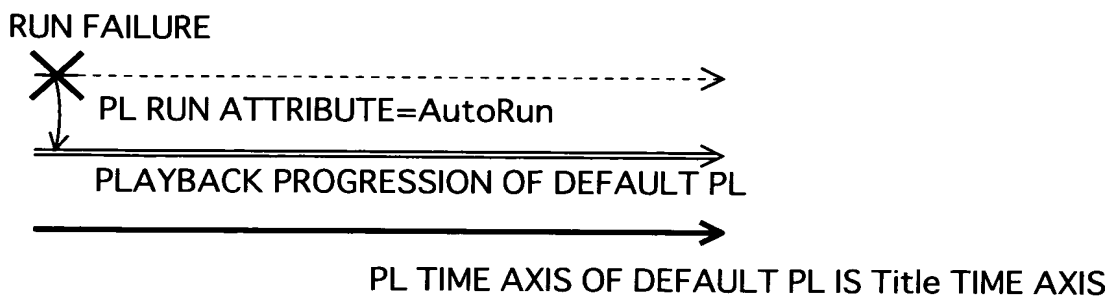 RUN FAILURE
PL RUN ATTRIBUTE=AutoRun
PLAYBACK PROGRESSION OF DEFAULT PL
PL TIME AXIS OF DEFAULT PL IS Title TIME AXIS